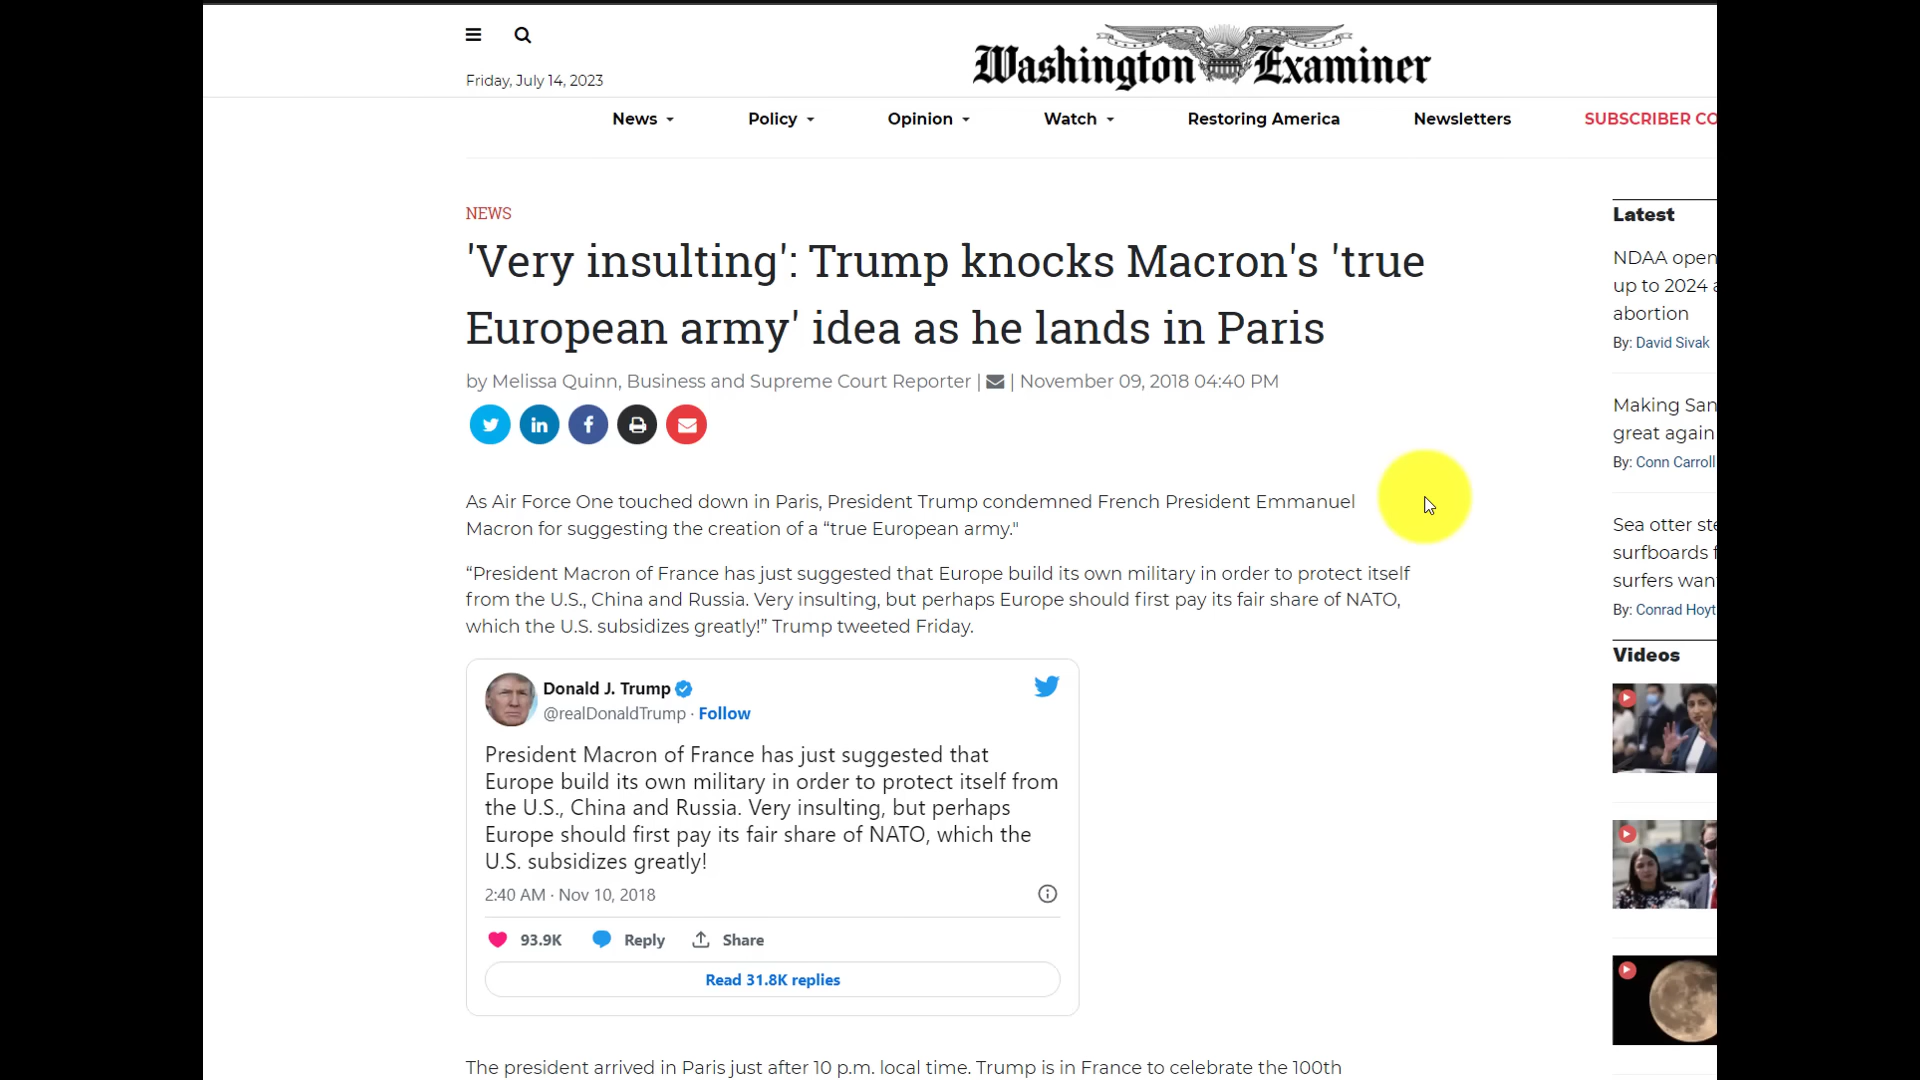 Friday, July 14, 2023
Washington Examiner
News
Policy
Opinion
Watch
Restoring America
Newsletters
SUBSCRIBER CO
NEWS
'Very insulting': Trump knocks Macron's 'true
European army' idea as he lands in Paris
by Melissa Quinn, Business and Supreme Court Reporter | | November 09, 2018 04:40 PM
As Air Force One touched down in Paris, President Trump condemned French President Emmanuel
Macron for suggesting the creation of a “true European army."
“President Macron of France has just suggested that Europe build its own military in order to protect itself
from the U.S., China and Russia. Very insulting, but perhaps Europe should first pay its fair share of NATO,
which the U.S. subsidizes greatly!” Trump tweeted Friday.
Donald J. Trump
@realDonaldTrump · Follow
President Macron of France has just suggested that
Europe build its own military in order to protect itself from
the U.S., China and Russia. Very insulting, but perhaps
Europe should first pay its fair share of NATO, which the
U.S. subsidizes greatly!
2:40 AM · Nov 10, 2018
93.9K Reply Share
Read 31.8K replies
The president arrived in Paris just after 10 p.m. local time. Trump is in France to celebrate the 100th
Latest
NDAA open
up to 2024
abortion
By: David Sivak
Making San
great again
By: Conn Carroll
Sea otter ste
surfboards
surfers wan
By: Conrad Hoyt
Videos